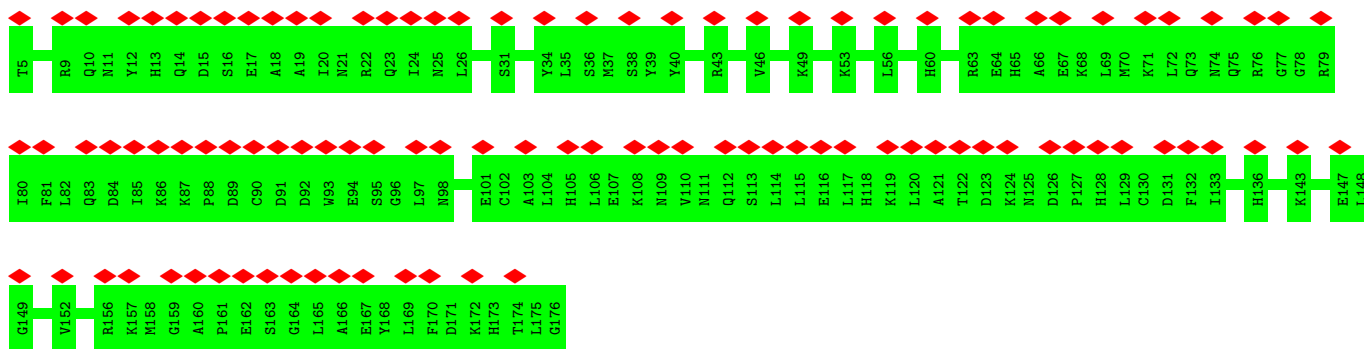 T5 R9 Q10 N11 Y12 H13 Q14 D15 S16 E17 A18 A19 I20 N21 R22 Q23 I24 N25 L26 S31 Y34 L35 S36 M37 S38 Y39 Y40 R43 V46 K49 K53 L56 H60 R63 E64 H65 A66 E67 K68 L69 M70 K71 L72 Q73 N74 Q75 R76 G77 G78 R79
I80 F81 L82 Q83 D84 I85 K86 K87 P88 D89 C90 D91 D92 W93 E94 S95 G96 L97 N98 E101 C102 A103 L104 H105 L106 E107 K108 N109 V110 N111 Q112 S113 L114 L115 E116 L117 H118 K119 L120 A121 T122 D123 K124 N125 D126 P127 H128 L129 C130 D131 F132 I133 H136 K143 E147 L148
G149 V152 R156 K157 M158 G159 A160 P161 E162 S163 G164 L165 A166 E167 Y168 L169 F170 D171 K172 H173 T174 L175 G176